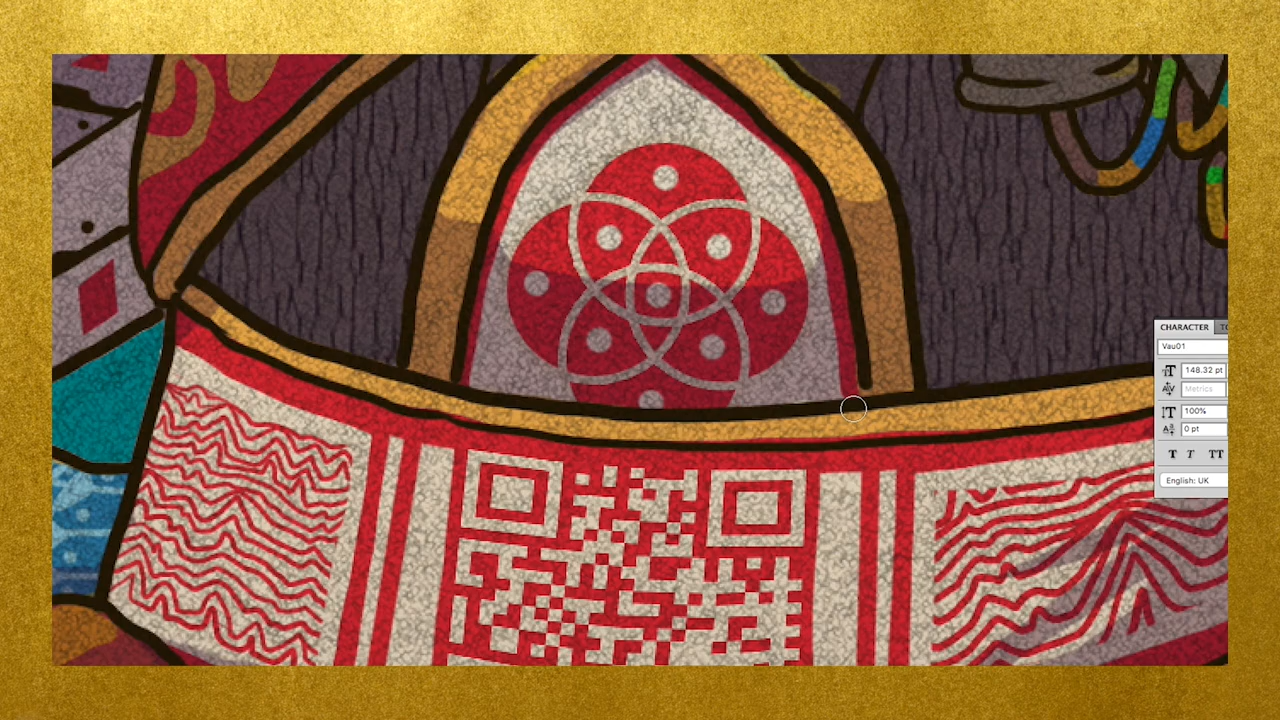 CHARACTER
Vau01
148.32 pt
Metrics
100%
0 pt
T T TT
English: UK